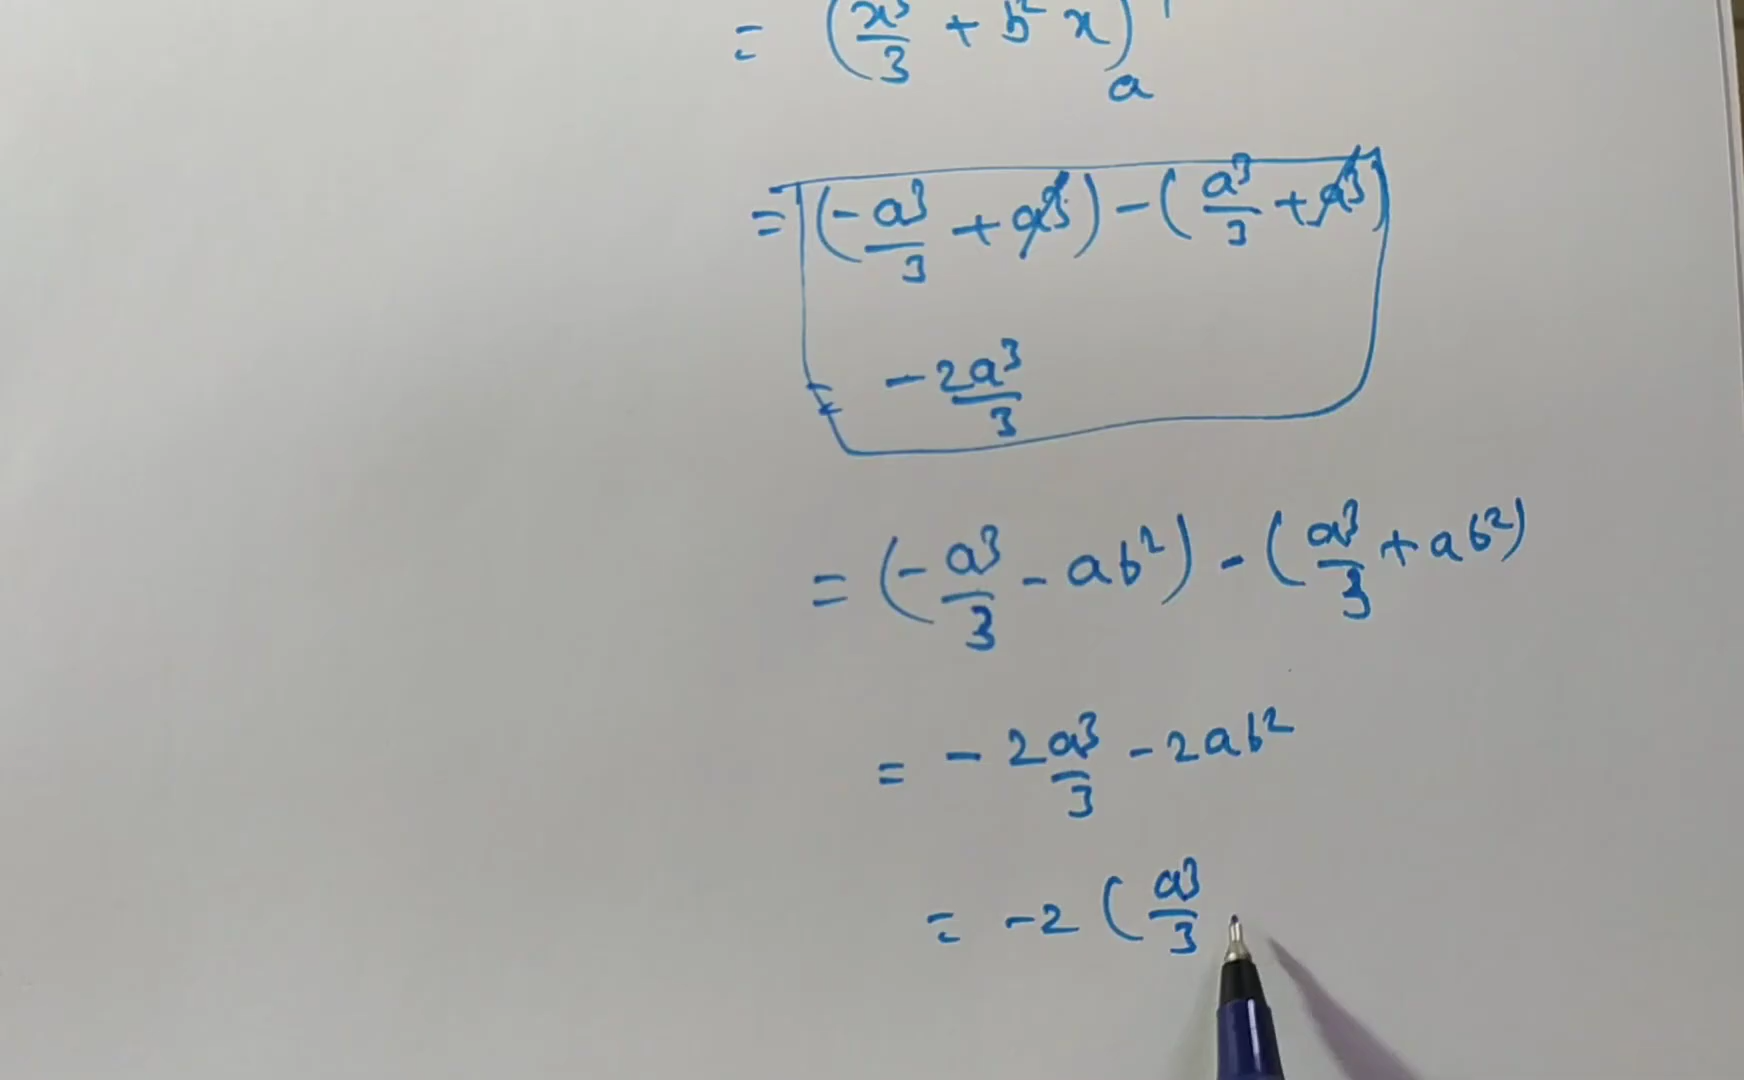 = (x³/3 + b² x) a
= (-a³/3 + a³) - (a³/3 + a³)
= -2a³/3
= (-a³/3 - ab²) - (a³/3 + ab²)
= -2a³/3 - 2ab²
= -2 (a³/3